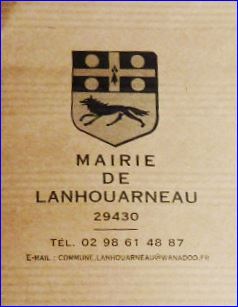 MAIRIE
DE
LANHOUARNEAU
29430
TÉL. 02 98 61 48 87
E-MAIL : COMMUNE.LANHOUARNEAU@WANADOO.FR